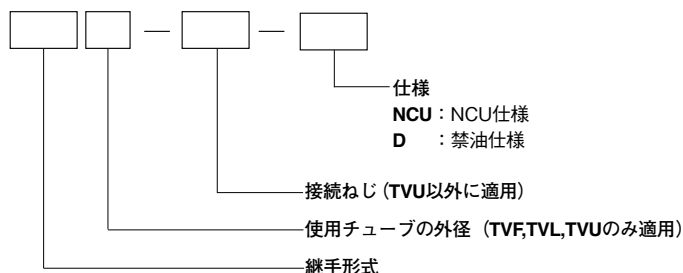 仕様
NCU：NCU仕様
D ：禁油仕様
接続ねじ（TVU以外に適用）
使用チューブの外径（TVF,TVL,TVUのみ適用）
継手形式